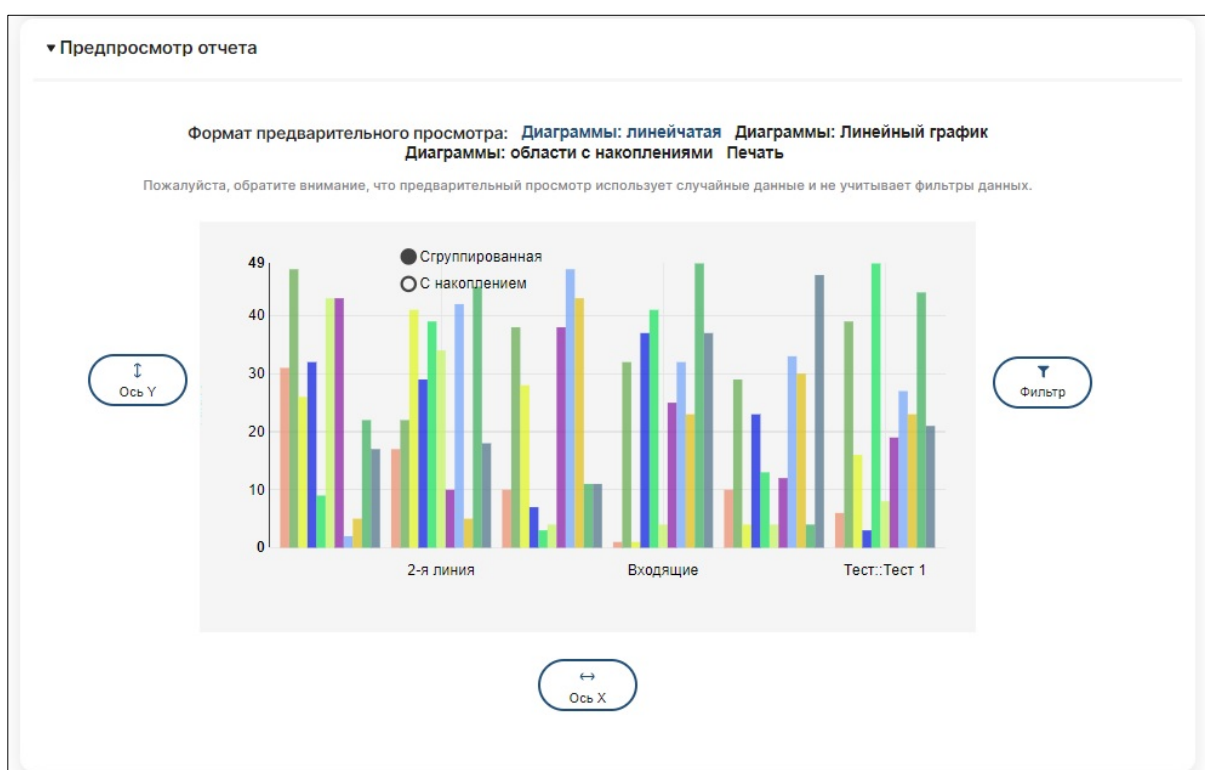 Предпросмотр отчета
Формат предварительного просмотра: Диаграммы: линейчатая Диаграммы: Линейный график
Диаграммы: области с накоплениями Печать
Пожалуйста, обратите внимание, что предварительный просмотр использует случайные данные и не учитывает фильтры данных.
49
Сгруппированная
С накоплением
40
30
20
10
0
Ось Y
Фильтр
2-я линия Входящие Тест::Тест 1
Ось X